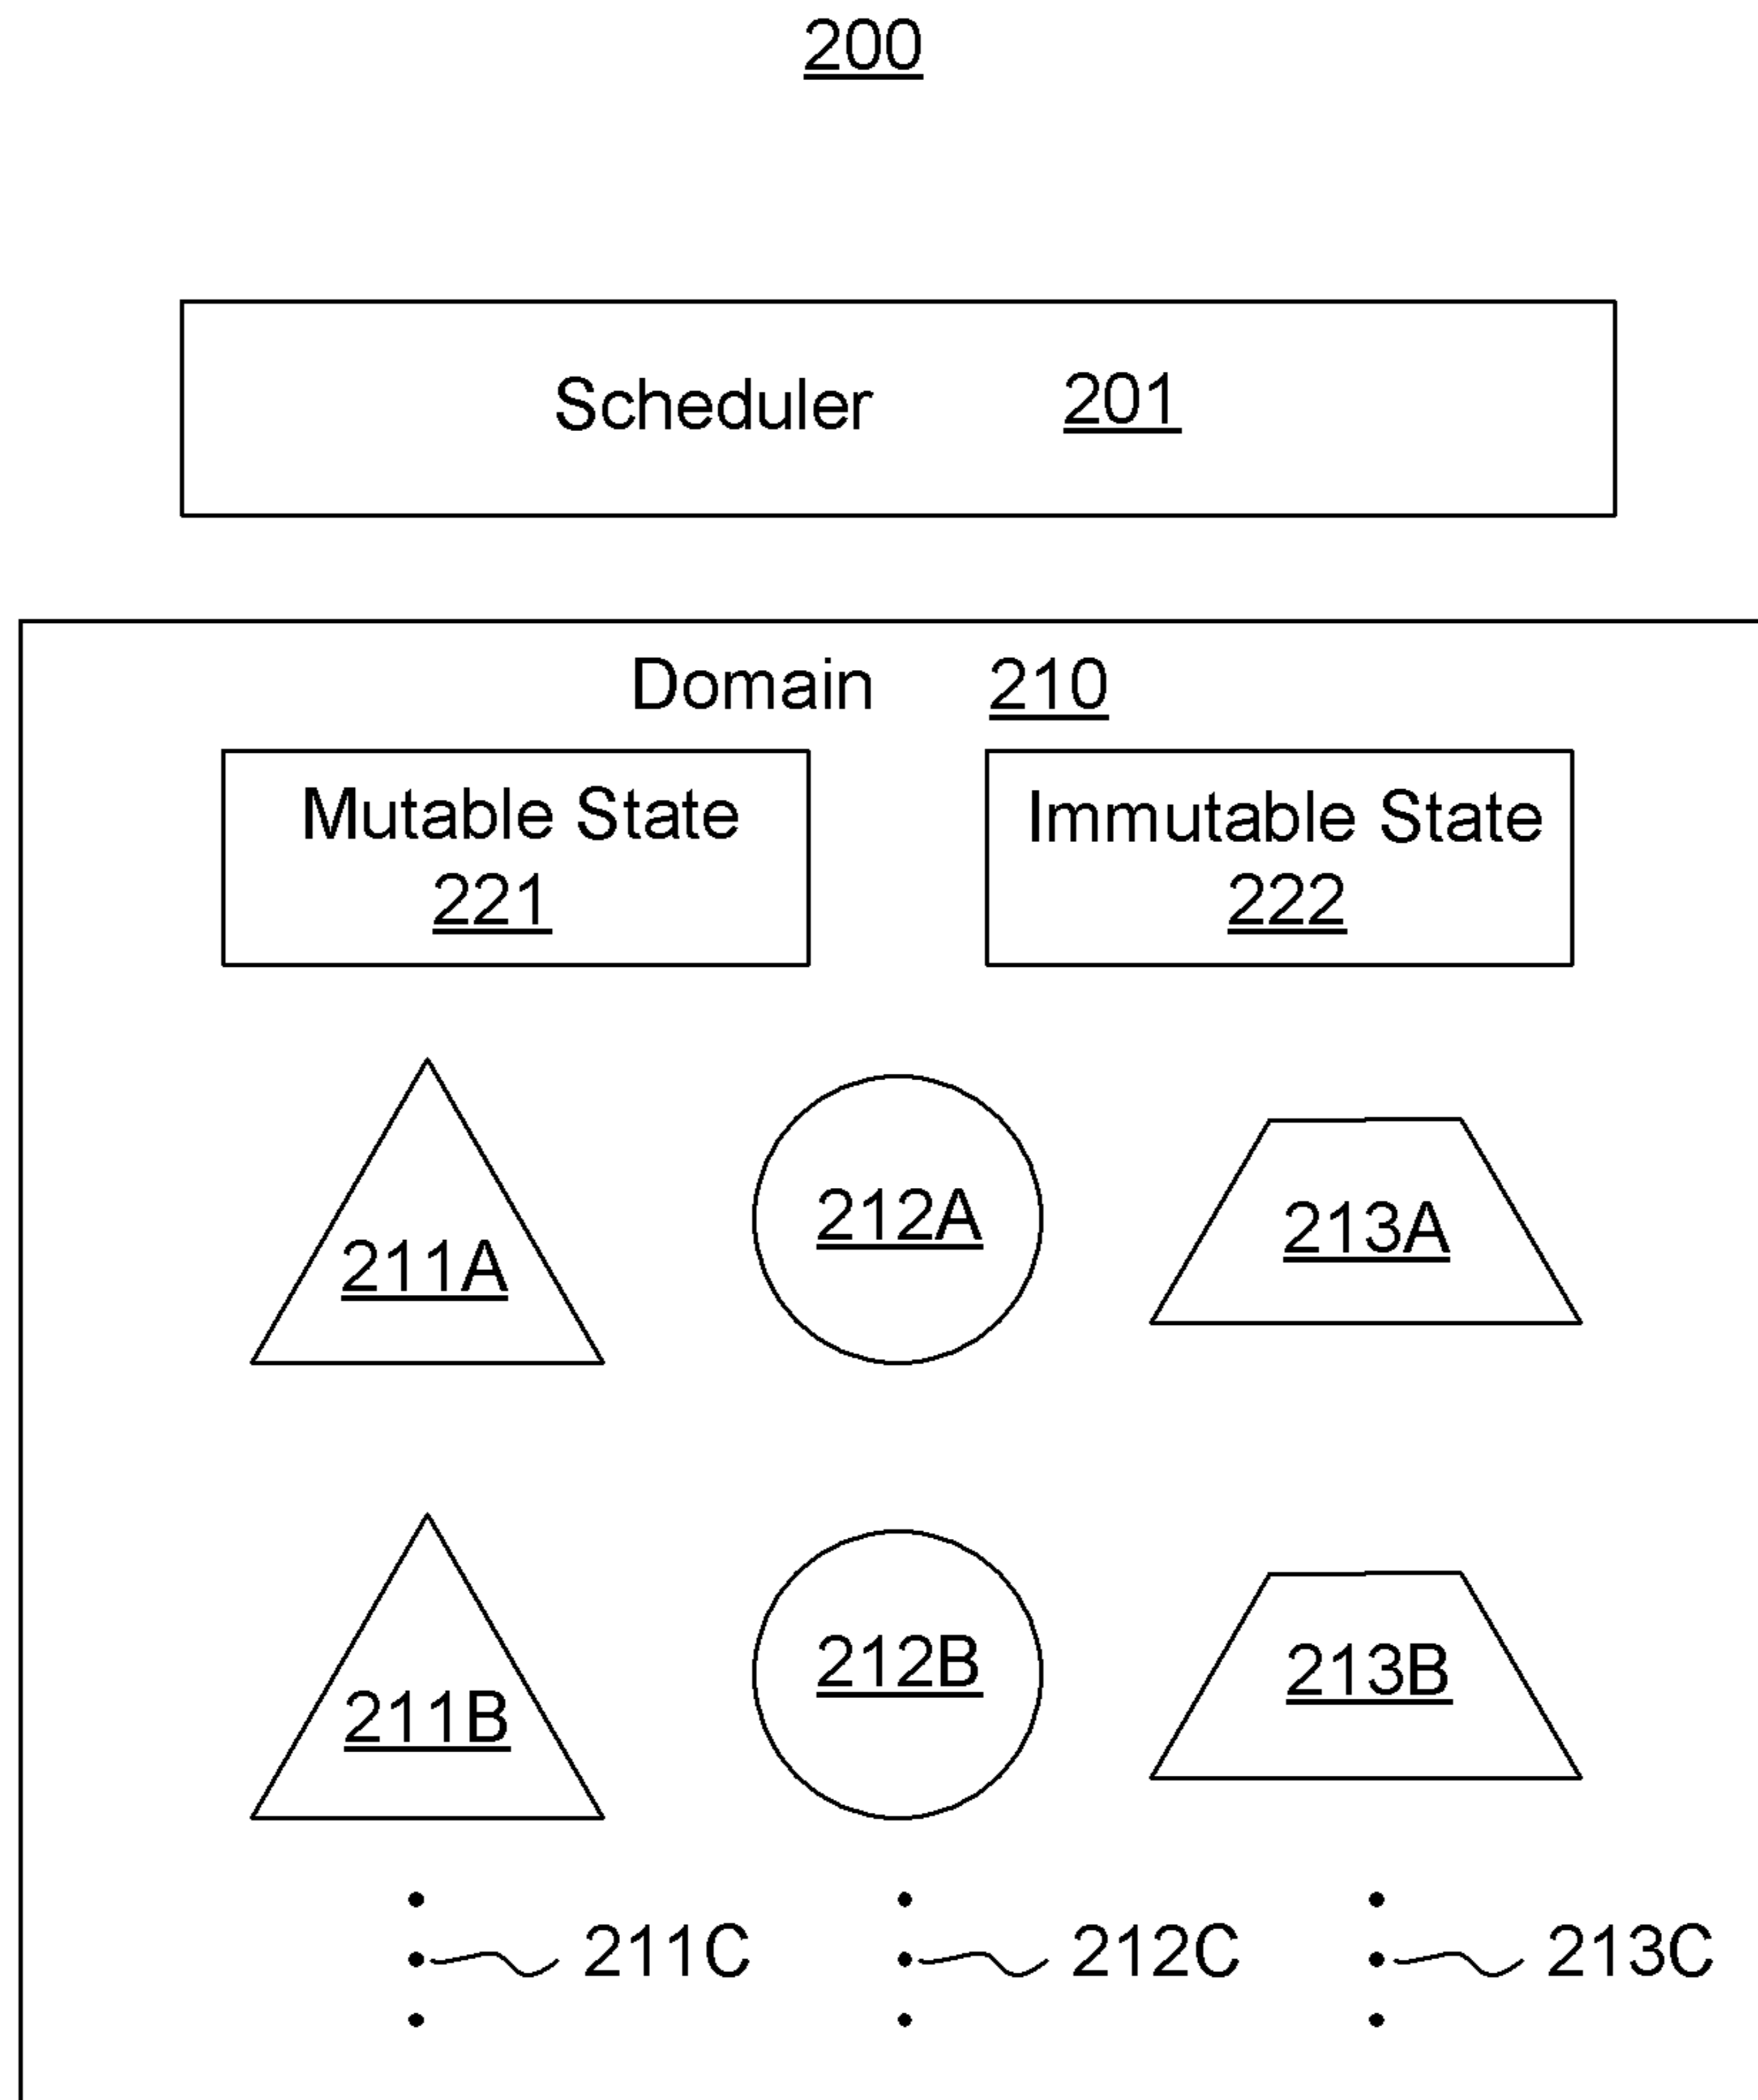 200
Scheduler 201
Domain 210
Mutable State
221
Immutable State
222
211A
212A
213A
211B
212B
213B
211C
212C
213C